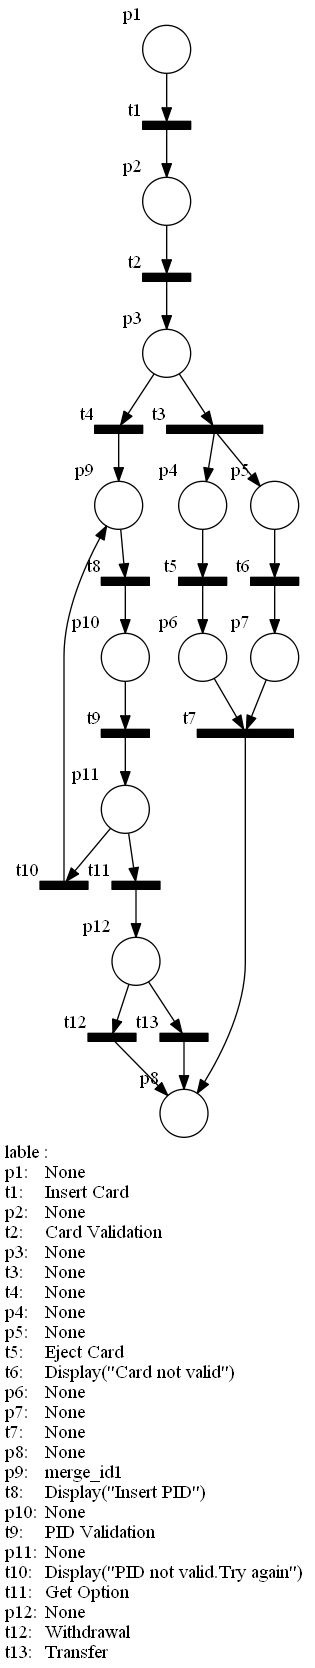 p1
t1
p2
t2
p3
t4 t3
p9 p4 p5
t8 t5 t6
p10 p6 p7
t9 t7
p11
t10 t11
p12
t12 t13
p8
lable :
p1: None
t1: Insert Card
p2: None
t2: Card Validation
p3: None
t3: None
t4: None
p4: None
p5: None
t5: Eject Card
t6: Display("Card not valid")
p6: None
p7: None
t7: None
p8: None
p9: merge_id1
t8: Display("Insert PID")
p10: None
t9: PID Validation
p11: None
t10: Display("PID not valid.Try again")
t11: Get Option
p12: None
t12: Withdrawal
t13: Transfer